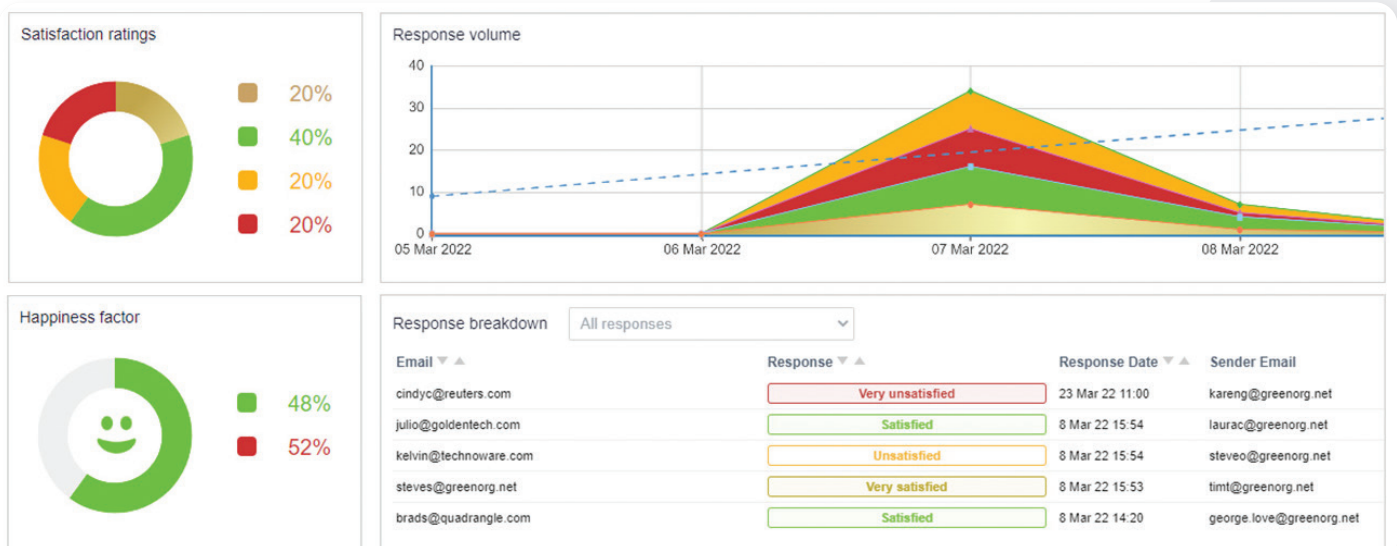 Satisfaction ratings
20%
40%
20%
20%
Response volume
40
30
20
10
0
05 Mar 2022 06 Mar 2022 07 Mar 2022 08 Mar 2022
Happiness factor
48%
52%
Response breakdown All responses
Email Response Response Date Sender Email
cindyc@reuters.com Very unsatisfied 23 Mar 22 11:00 kareng@greenorg.net
julio@goldentech.com Satisfied 8 Mar 22 15:54 laurac@greenorg.net
kelvin@technoware.com Unsatisfied 8 Mar 22 15:54 steveo@greenorg.net
steves@greenorg.net Very satisfied 8 Mar 22 15:53 timt@greenorg.net
brads@quadrangle.com Satisfied 8 Mar 22 14:20 george.love@greenorg.net